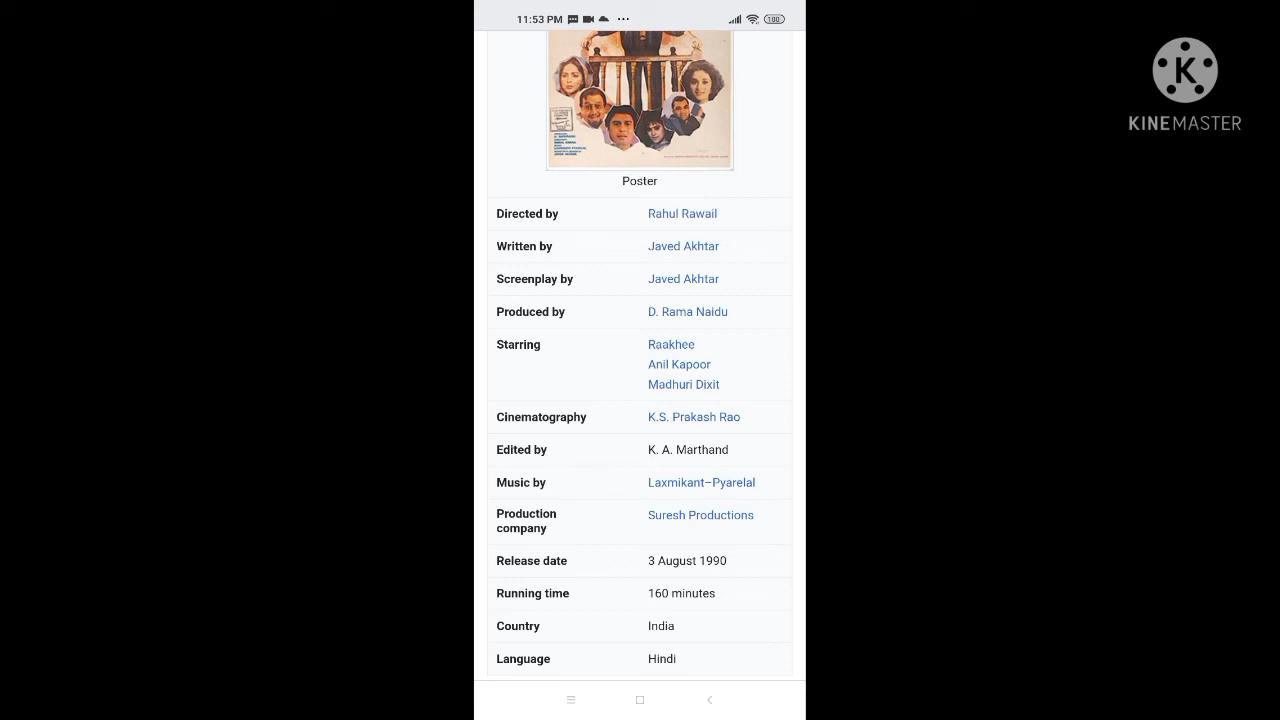 11:53 PM
100
K
KINEMASTER
Poster
Directed by Rahul Rawail
Written by Javed Akhtar
Screenplay by Javed Akhtar
Produced by D. Rama Naidu
Starring Raakhee
Anil Kapoor
Madhuri Dixit
Cinematography K.S. Prakash Rao
Edited by K. A. Marthand
Music by Laxmikant–Pyarelal
Production company Suresh Productions
Release date 3 August 1990
Running time 160 minutes
Country India
Language Hindi